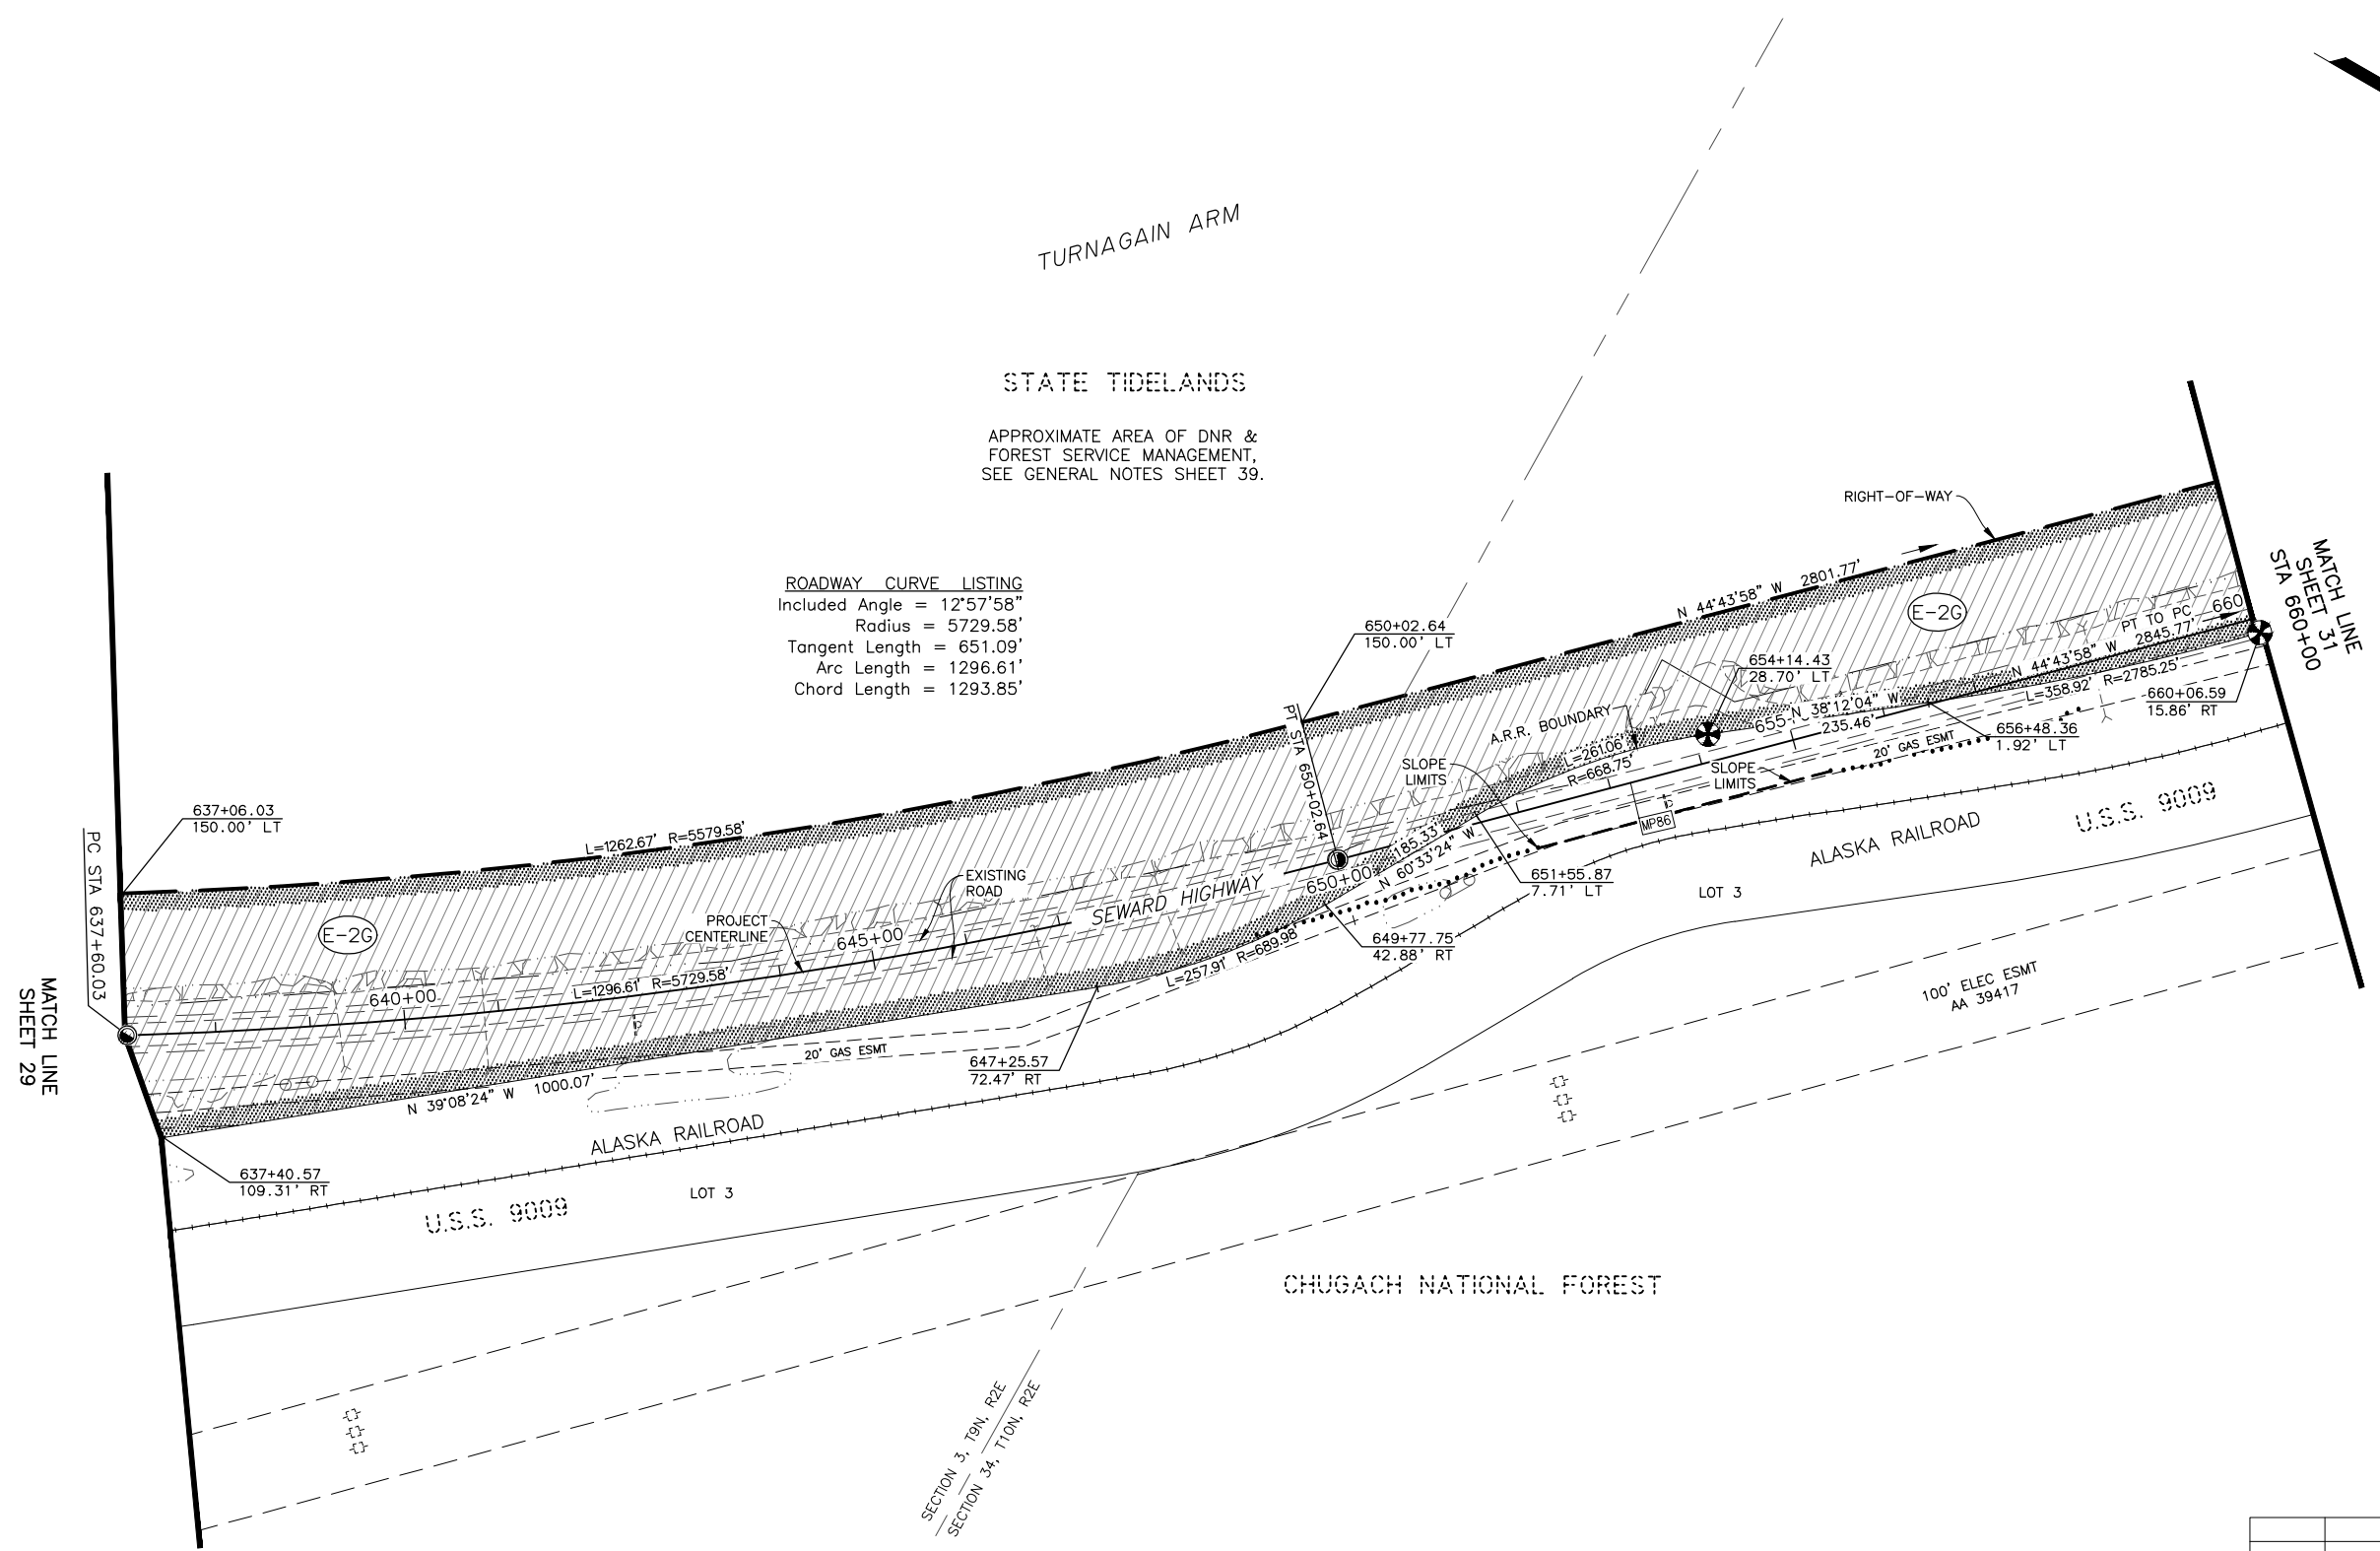 TURNAGAIN ARM
STATE TIDELANDS
APPROXIMATE AREA OF DNR &
FOREST SERVICE MANAGEMENT,
SEE GENERAL NOTES SHEET 39.
ROADWAY CURVE LISTING
Included Angle = 12°57'58"
Radius = 5729.58'
Tangent Length = 651.09'
Arc Length = 1296.61'
Chord Length = 1293.85'
RIGHT-OF-WAY
MATCH LINE
SHEET 31
STA 660+00
N 44°43'58" W 2801.77'
E-2G
660
PT TO PC
N 44°43'58" W 2845.77'
L=358.92' R=2785.25'
660+06.59
15.86' RT
650+02.64
150.00' LT
PT STA 650+02.64
654+14.43
28.70' LT
A.R.R. BOUNDARY
L=261.06'
R=668.75'
655
N 38°12'04" W
235.46'
656+48.36
1.92' LT
20' GAS ESMT
SLOPE
LIMITS
SLOPE
LIMITS
MP86
637+06.03
150.00' LT
PC STA 637+60.03
MATCH LINE
SHEET 29
L=1262.67' R=5579.58'
E-2G
EXISTING
ROAD
PROJECT
CENTERLINE
SEWARD HIGHWAY
640+00
645+00
650+00
L=1296.61' R=5729.58'
185.33'
N 60°33'24" W
651+55.87
7.71' LT
649+77.75
42.88' RT
L=257.91' R=689.98'
647+25.57
72.47' RT
20' GAS ESMT
N 39°08'24" W 1000.07'
637+40.57
109.31' RT
ALASKA RAILROAD
LOT 3
U.S.S. 9009
ALASKA RAILROAD
U.S.S. 9009
LOT 3
100' ELEC ESMT
AA 39417
CHUGACH NATIONAL FOREST
SECTION 3, T9N, R2E
SECTION 34, T10N, R2E